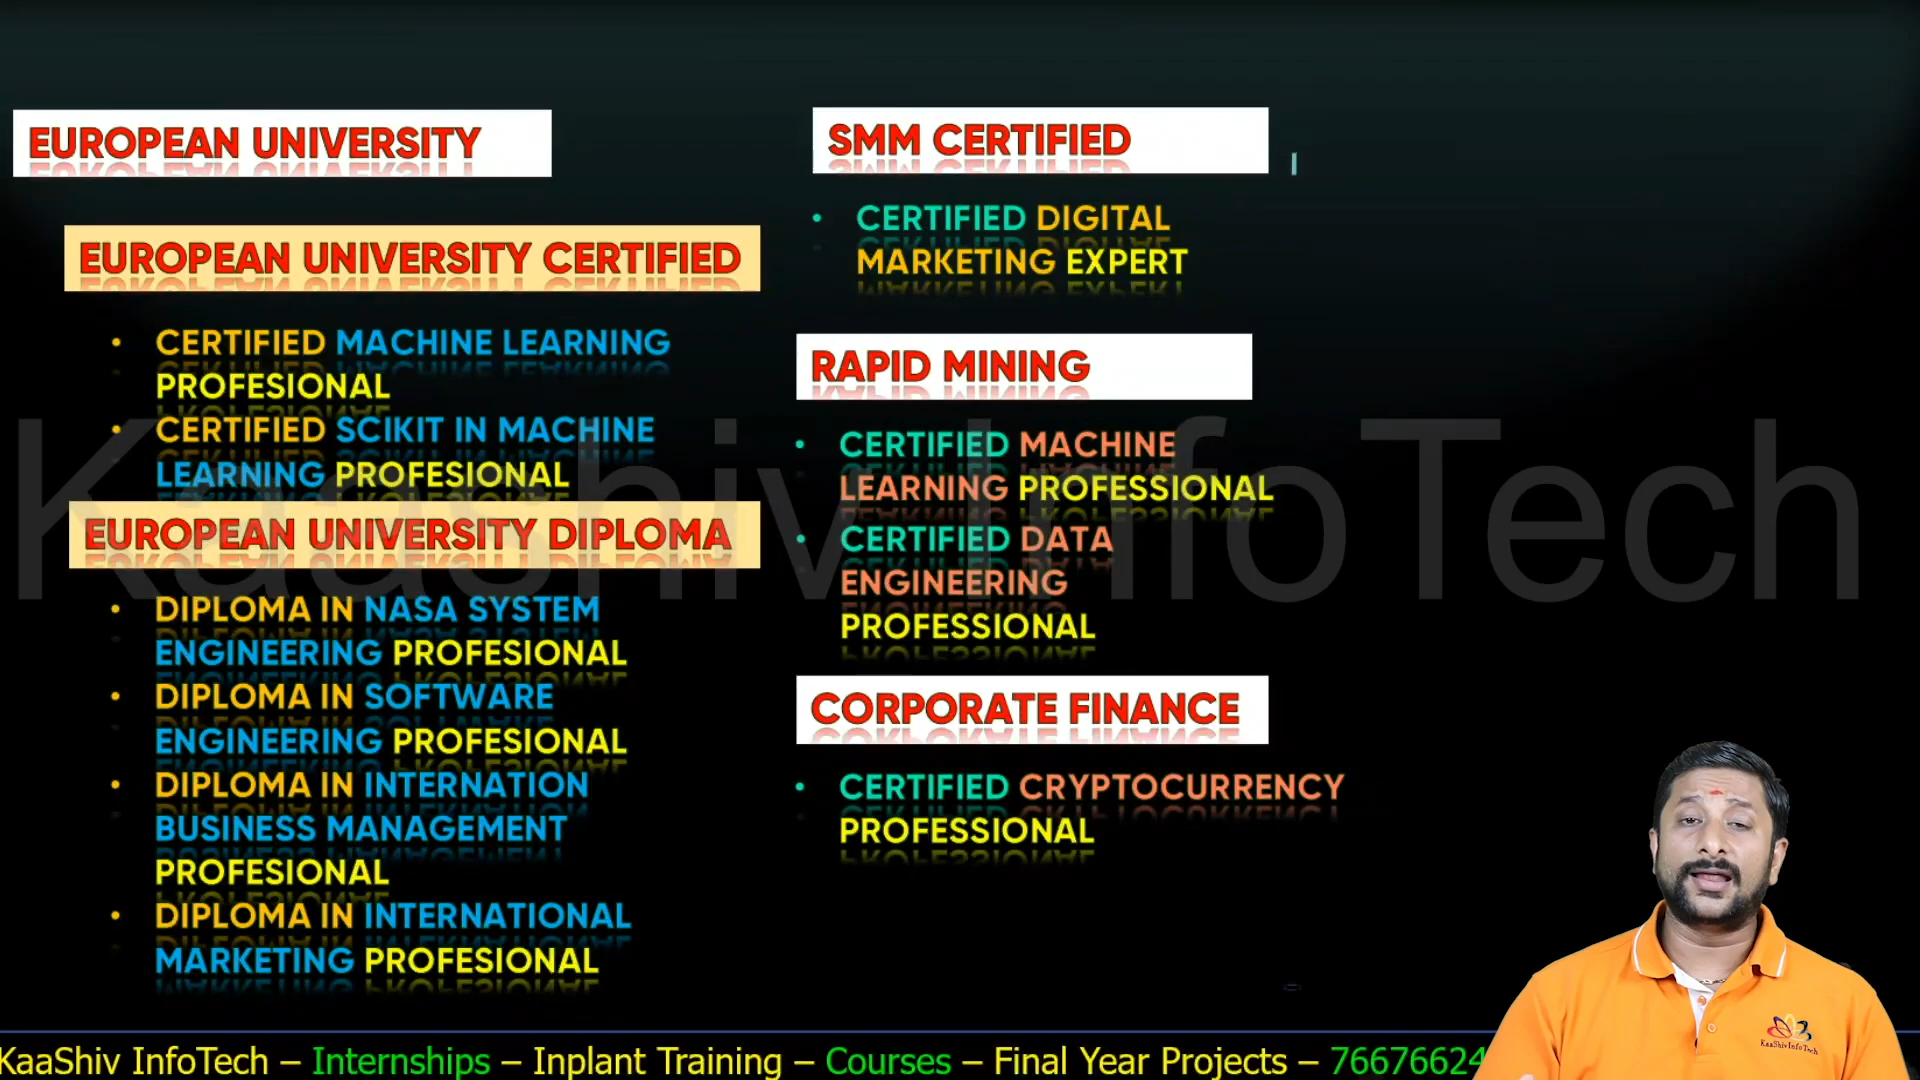 EUROPEAN UNIVERSITY
EUROPEAN UNIVERSITY CERTIFIED
• CERTIFIED MACHINE LEARNING
PROFESIONAL
• CERTIFIED SCIKIT IN MACHINE
LEARNING PROFESIONAL
EUROPEAN UNIVERSITY DIPLOMA
• DIPLOMA IN NASA SYSTEM
ENGINEERING PROFESIONAL
• DIPLOMA IN SOFTWARE
ENGINEERING PROFESIONAL
• DIPLOMA IN INTERNATION
BUSINESS MANAGEMENT
PROFESIONAL
• DIPLOMA IN INTERNATIONAL
MARKETING PROFESIONAL
SMM CERTIFIED
• CERTIFIED DIGITAL
MARKETING EXPERT
RAPID MINING
• CERTIFIED MACHINE
LEARNING PROFESSIONAL
• CERTIFIED DATA
ENGINEERING
PROFESSIONAL
CORPORATE FINANCE
• CERTIFIED CRYPTOCURRENCY
PROFESSIONAL
KaaShiv InfoTech
KaaShiv InfoTech
KaaShiv InfoTech – Internships – Inplant Training – Courses – Final Year Projects – 76676624